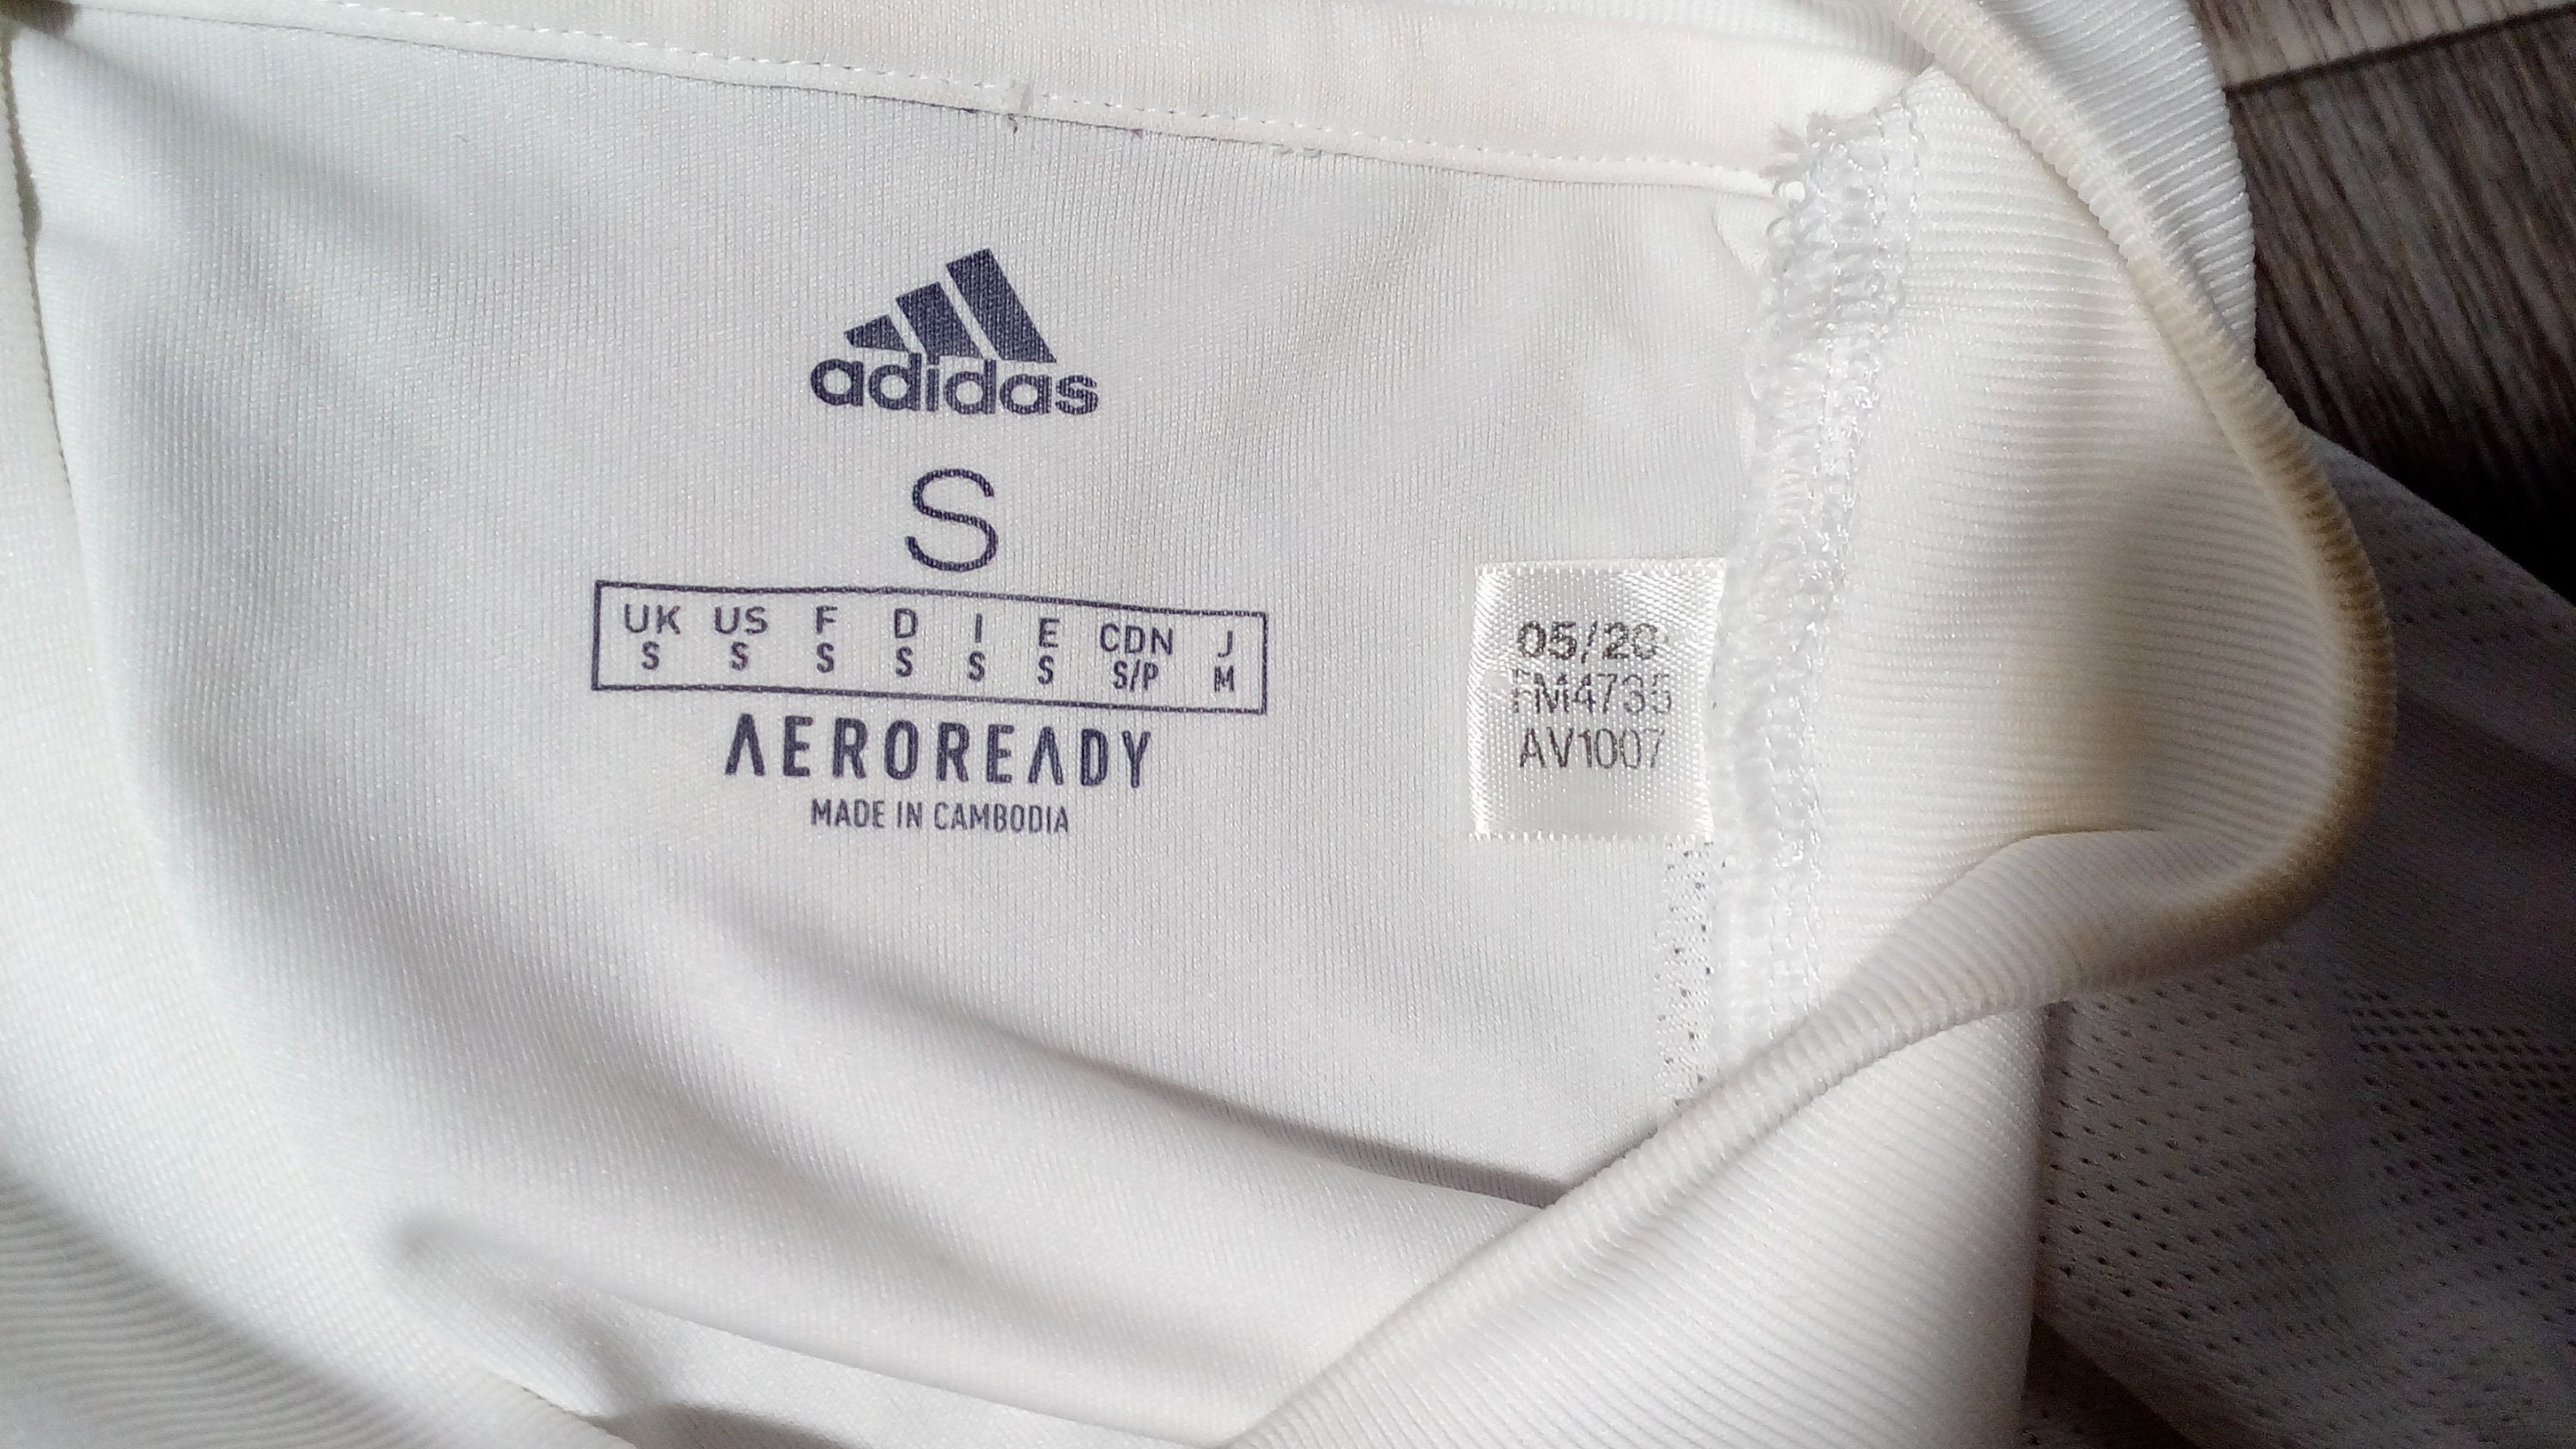 adidas
S
UK US F D I E CDN J
S S S S S S S/P M
AEROREADY
MADE IN CAMBODIA
05/20
FM4735
AV1007